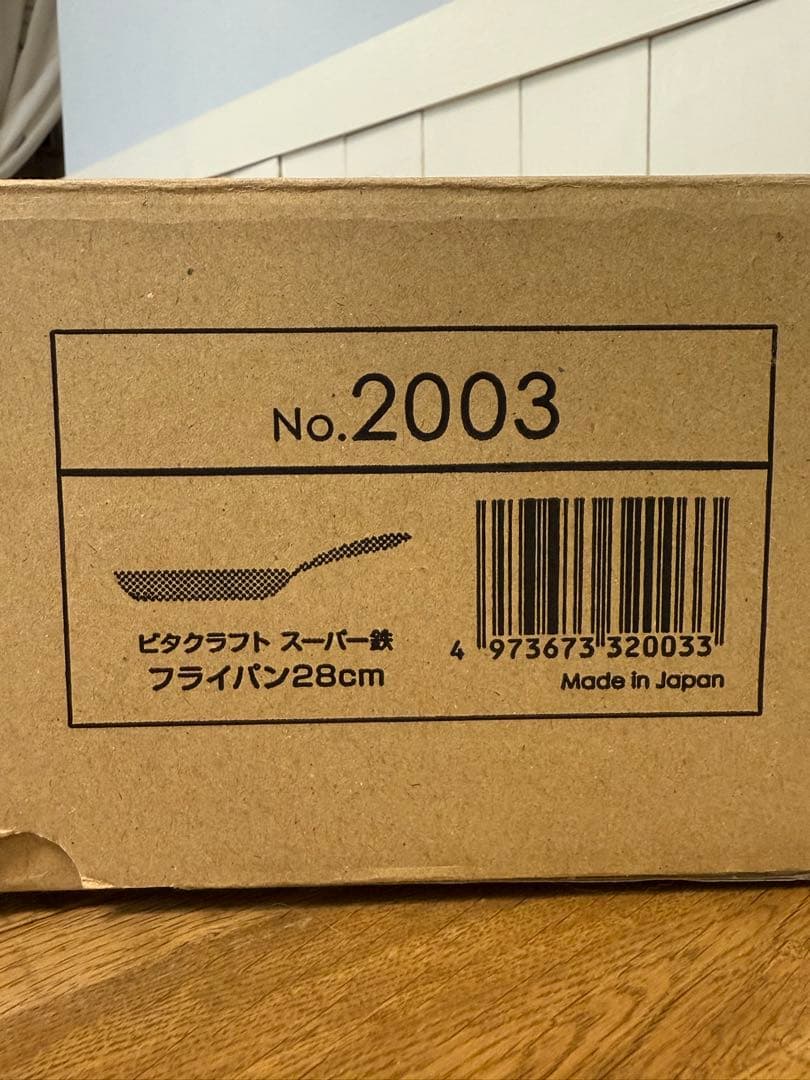 No.2003
ビタクラフト スーパー鉄
フライパン28cm
4 973673 320033
Made in Japan